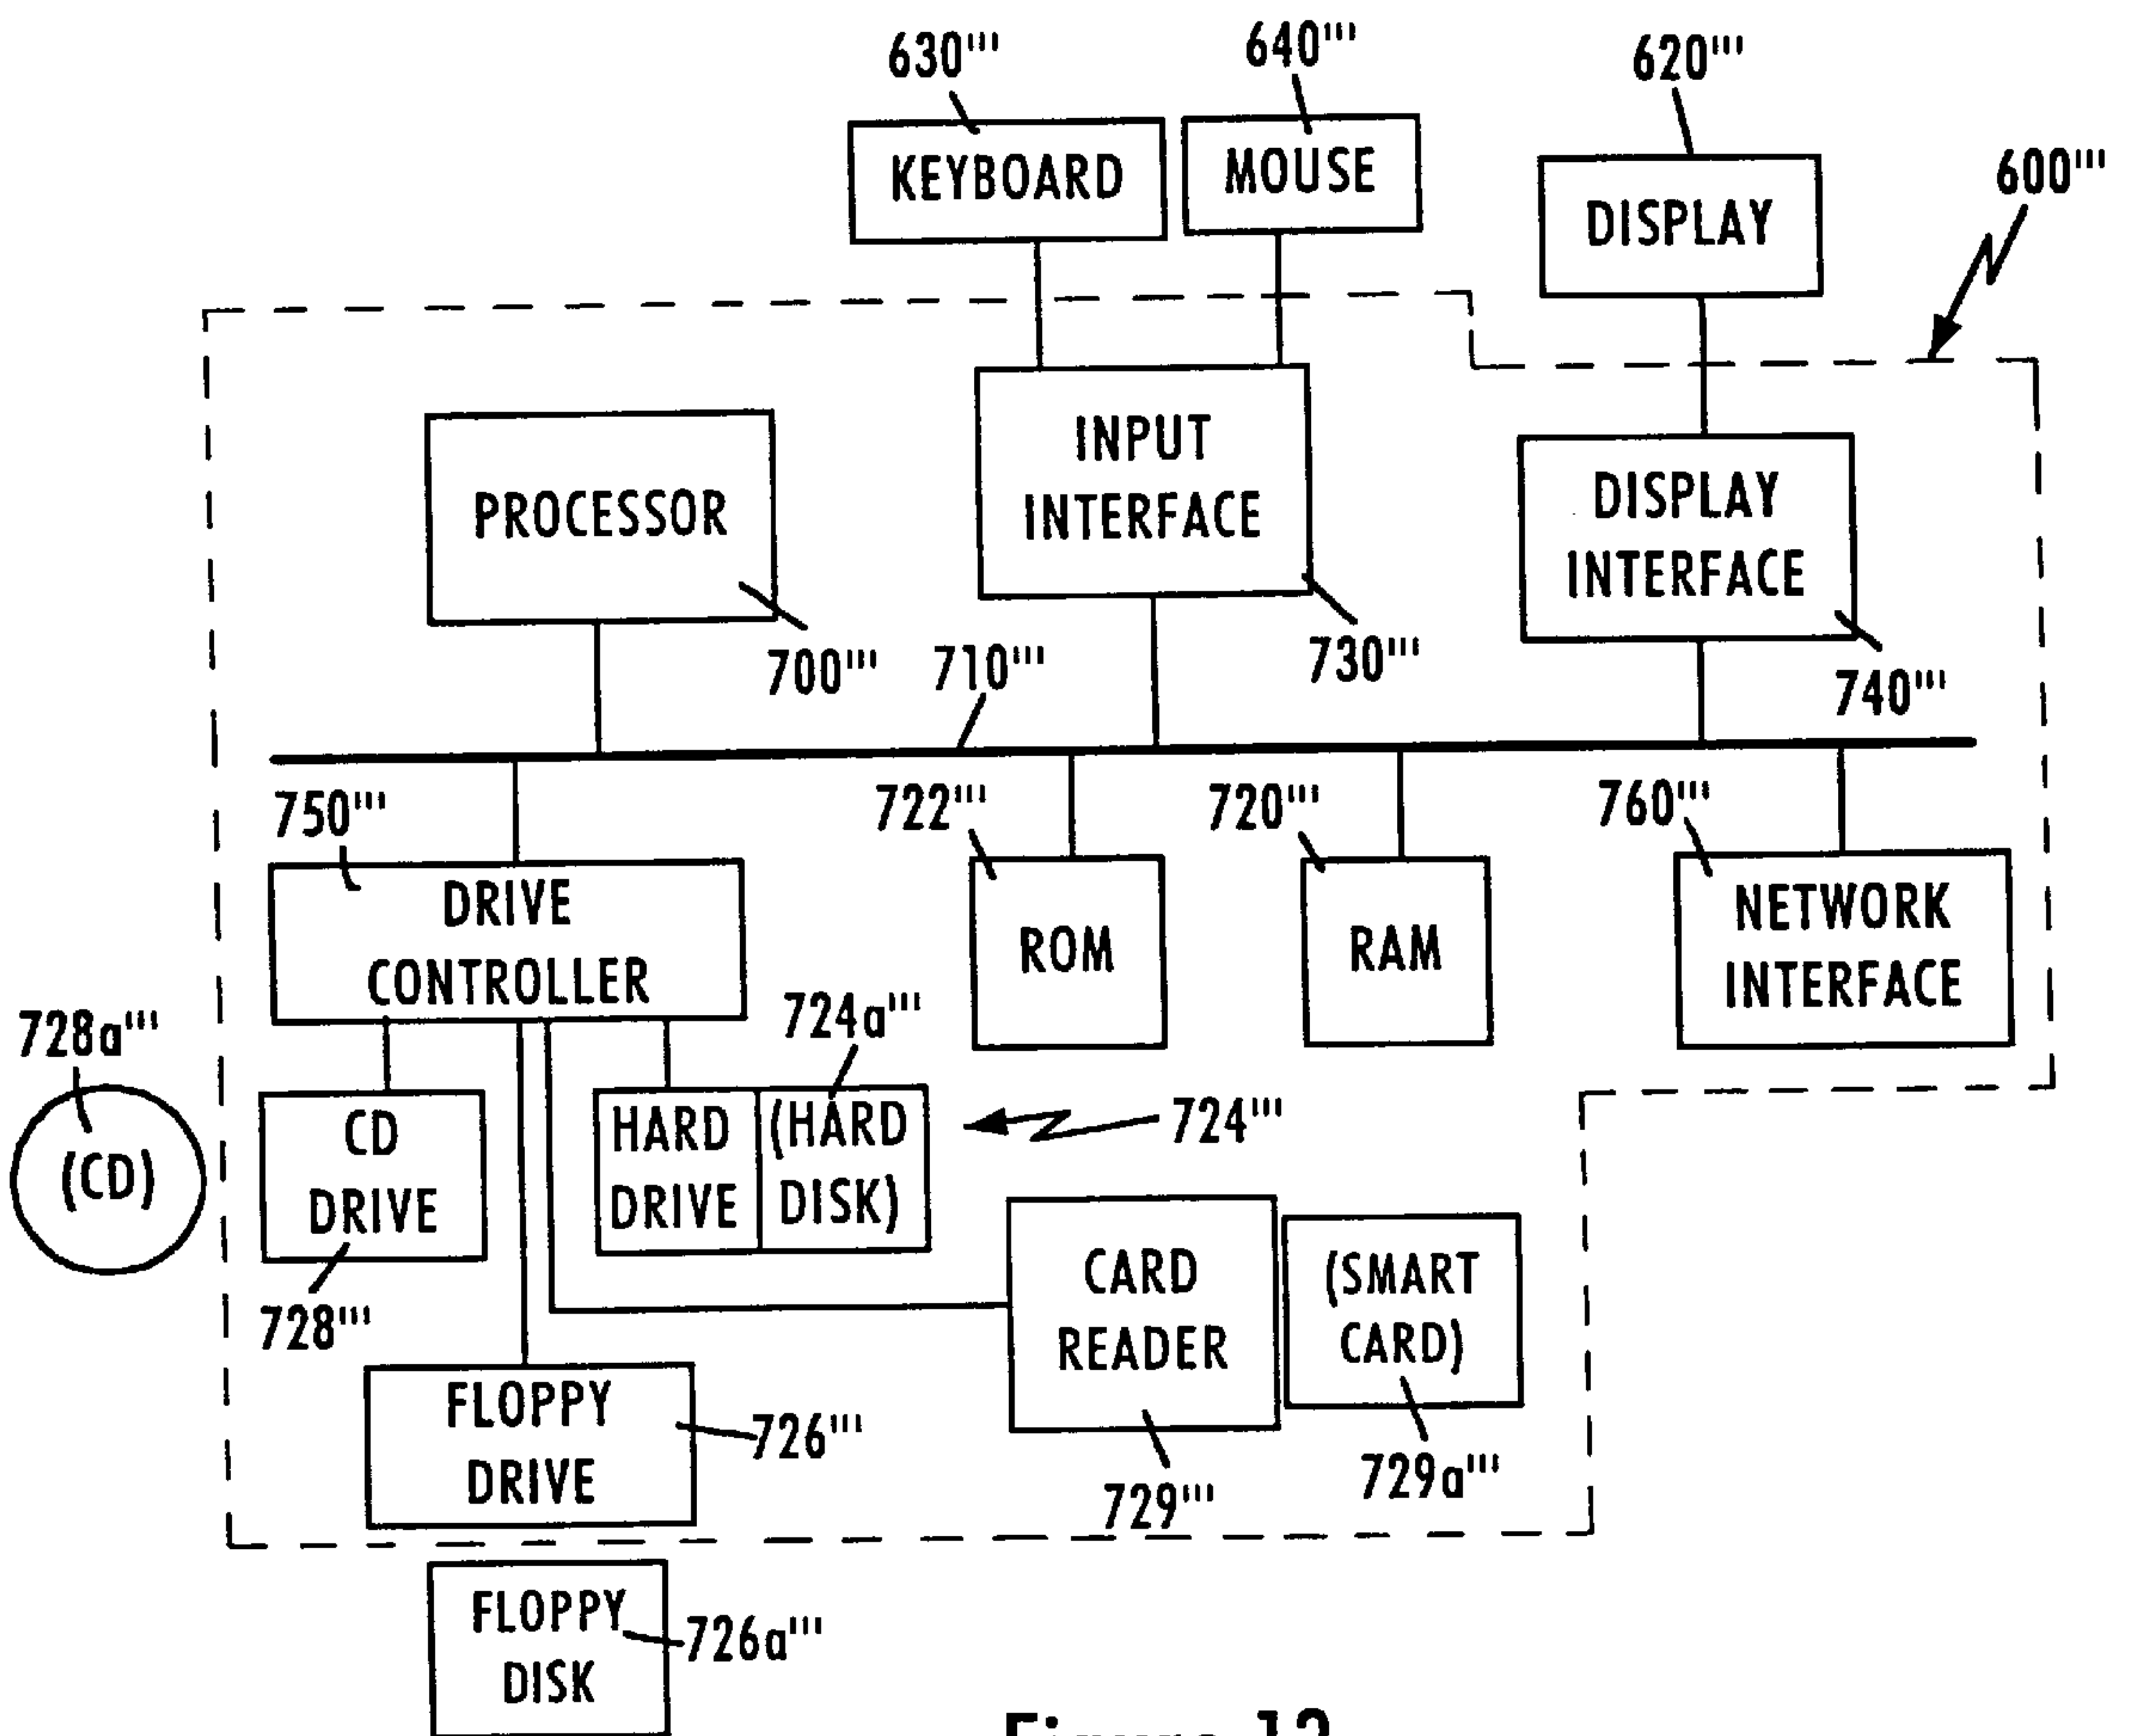 630'''
640'''
620'''
600'''
KEYBOARD
MOUSE
DISPLAY
PROCESSOR
700'''
INPUT
INTERFACE
730'''
DISPLAY
INTERFACE
740'''
710'''
750'''
722'''
720'''
760'''
DRIVE
CONTROLLER
ROM
RAM
NETWORK
INTERFACE
728a'''
(CD)
CD
DRIVE
728'''
724a'''
HARD
DRIVE
(HARD
DISK)
724'''
CARD
READER
729'''
(SMART
CARD)
729a'''
FLOPPY
DRIVE
726'''
FLOPPY
DISK
726a'''